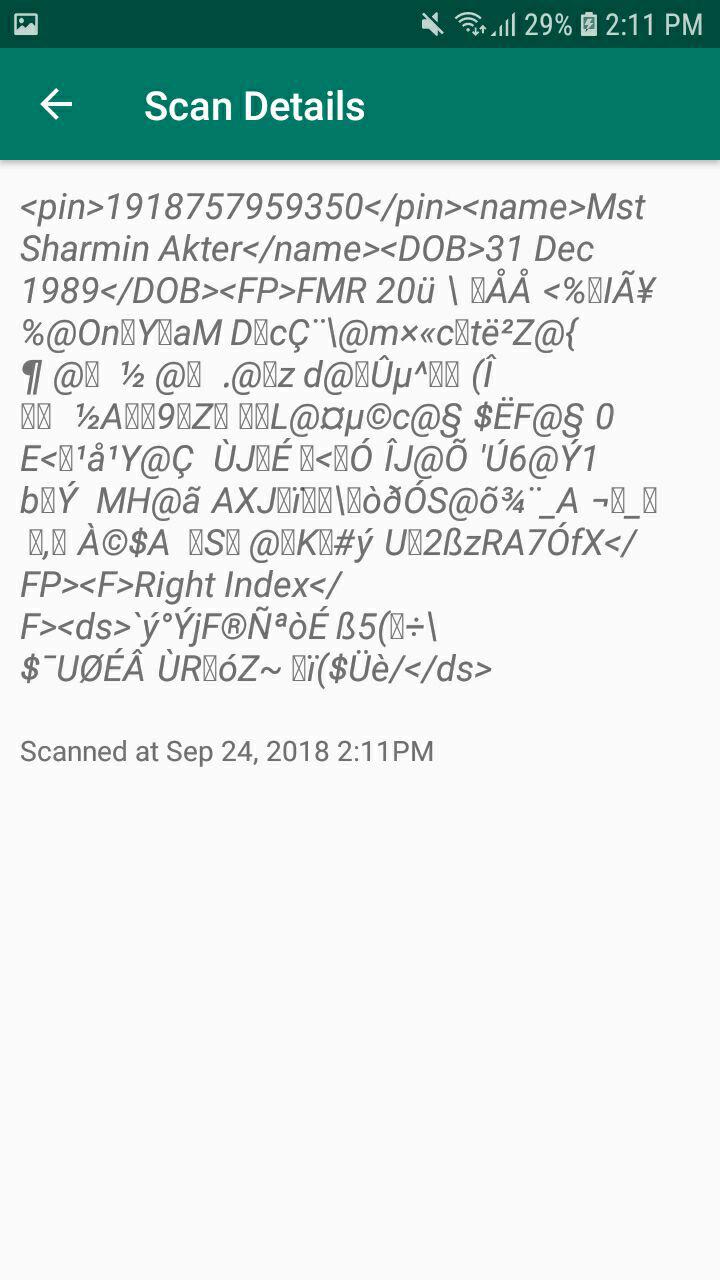 29% 2:11 PM
Scan Details
<pin>1918757959350</pin><name>Mst
Sharmin Akter</name><DOB>31 Dec
1989</DOB><FP>FMR 20ü \ ÅÅ <%IÃ¥
%@OnYaM DcÇ¨\@m×«ctë²Z@{
¶ @ ½ @ .@z d@Ûµ^ (Î
½A9Z L@¤µ©c@§ $ËF@§ 0
E<¹å¹Y@Ç ÙJÉ <Ó ÎJ@Õ 'Ú6@Ý1
bÝ MH@ã AXJï\òðÓS@õ¾¨_A ¬_
, À©$A S @K#ý U2ßzRA7ÓfX</
FP><F>Right Index</
F><ds>`ý°ÝjF®ÑªòÉ ß5(÷\
$¯UØÉÂ ÙRóZ~ ï($Üè/</ds>
Scanned at Sep 24, 2018 2:11PM